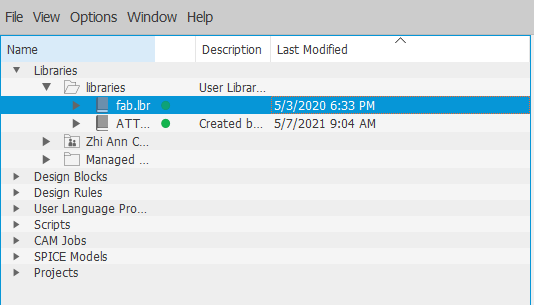 File View Options Window Help
Name Description Last Modified
Libraries
libraries User Librar...
fab.lbr 5/3/2020 6:33 PM
ATT... Created b... 5/7/2021 9:04 AM
Zhi Ann C...
Managed ...
Design Blocks
Design Rules
User Language Pro...
Scripts
CAM Jobs
SPICE Models
Projects